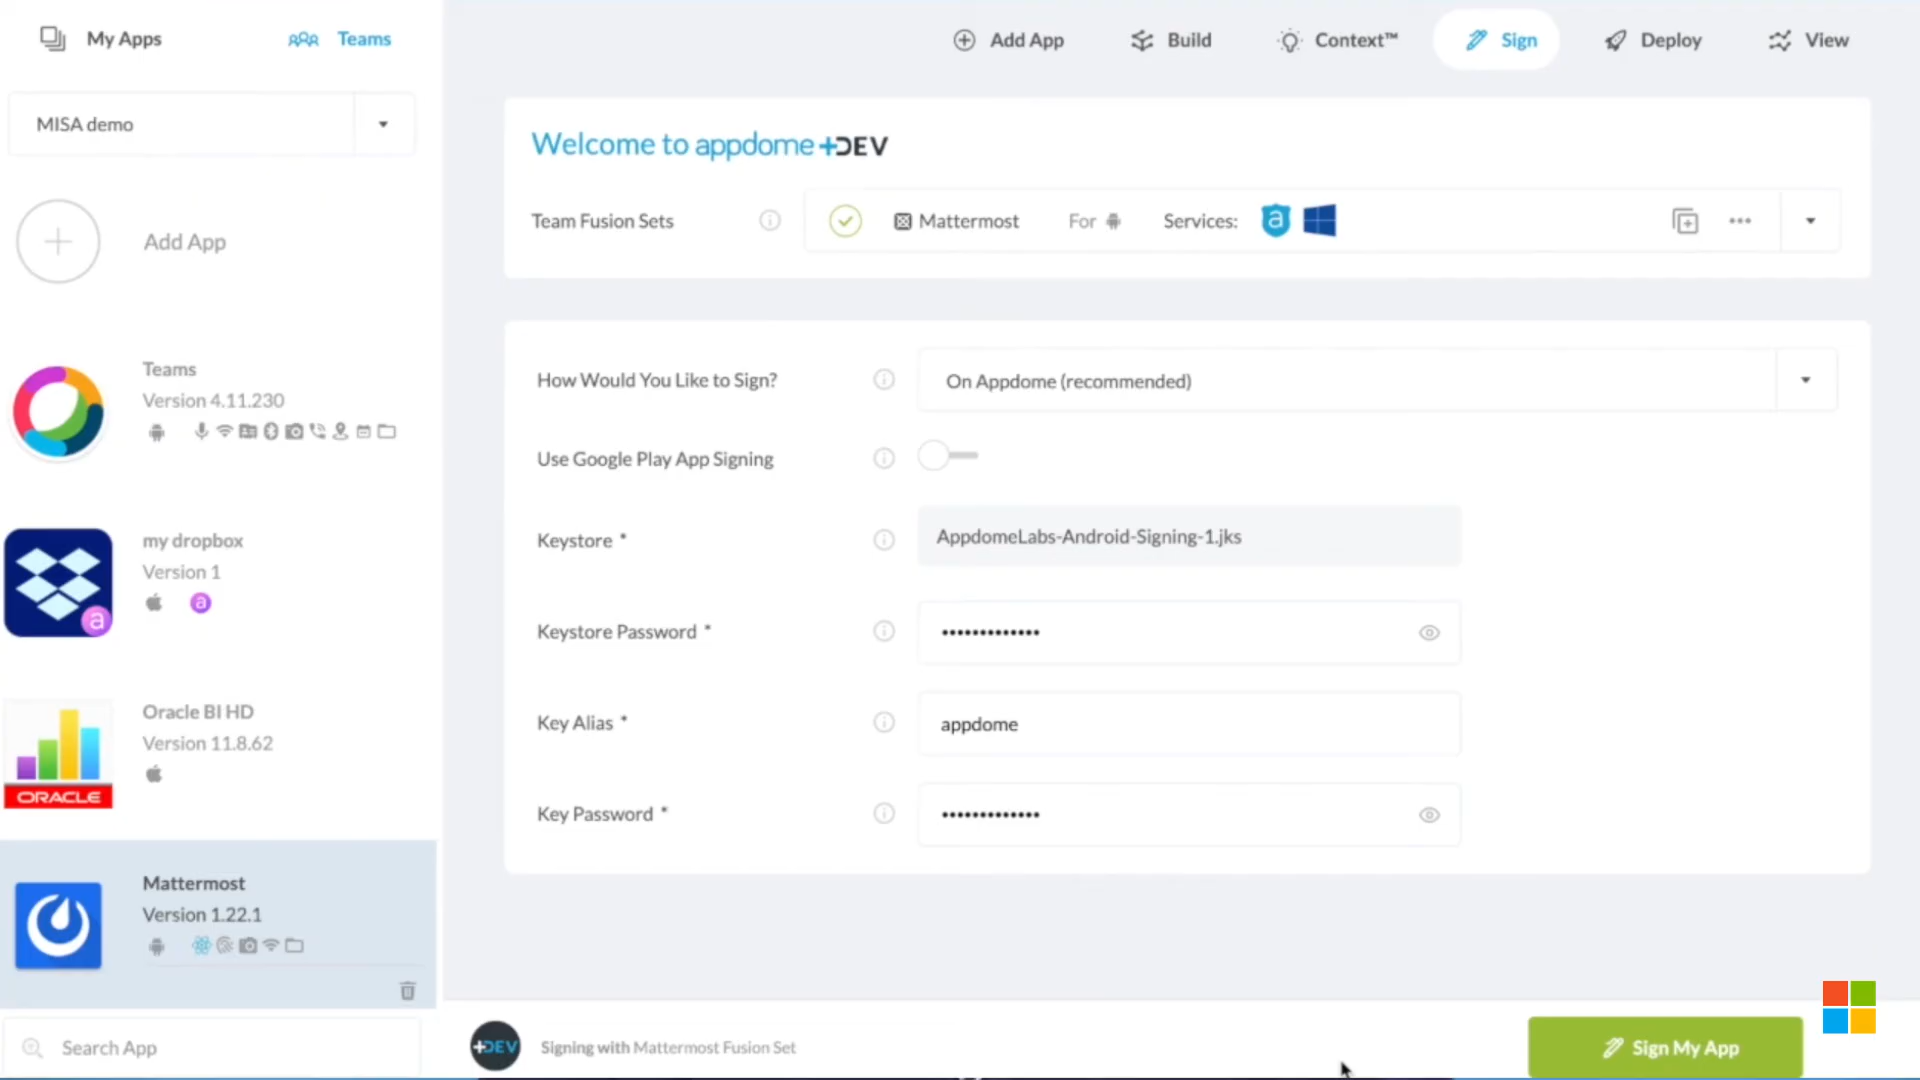 My Apps
Teams
MISA demo
Add App
Teams
Version 4.11.230
my dropbox
Version 1
a
a
Oracle BI HD
Version 11.8.62
ORACLE
Mattermost
Version 1.22.1
Search App
Add App
Build
Context™
Sign
Deploy
View
Welcome to appdome +DEV
Team Fusion Sets
Mattermost
For
Services:
a
How Would You Like to Sign?
On Appdome (recommended)
Use Google Play App Signing
Keystore *
AppdomeLabs-Android-Signing-1.jks
Keystore Password *
•••••••••••••
Key Alias *
appdome
Key Password *
•••••••••••••
+DEV
Signing with Mattermost Fusion Set
Sign My App